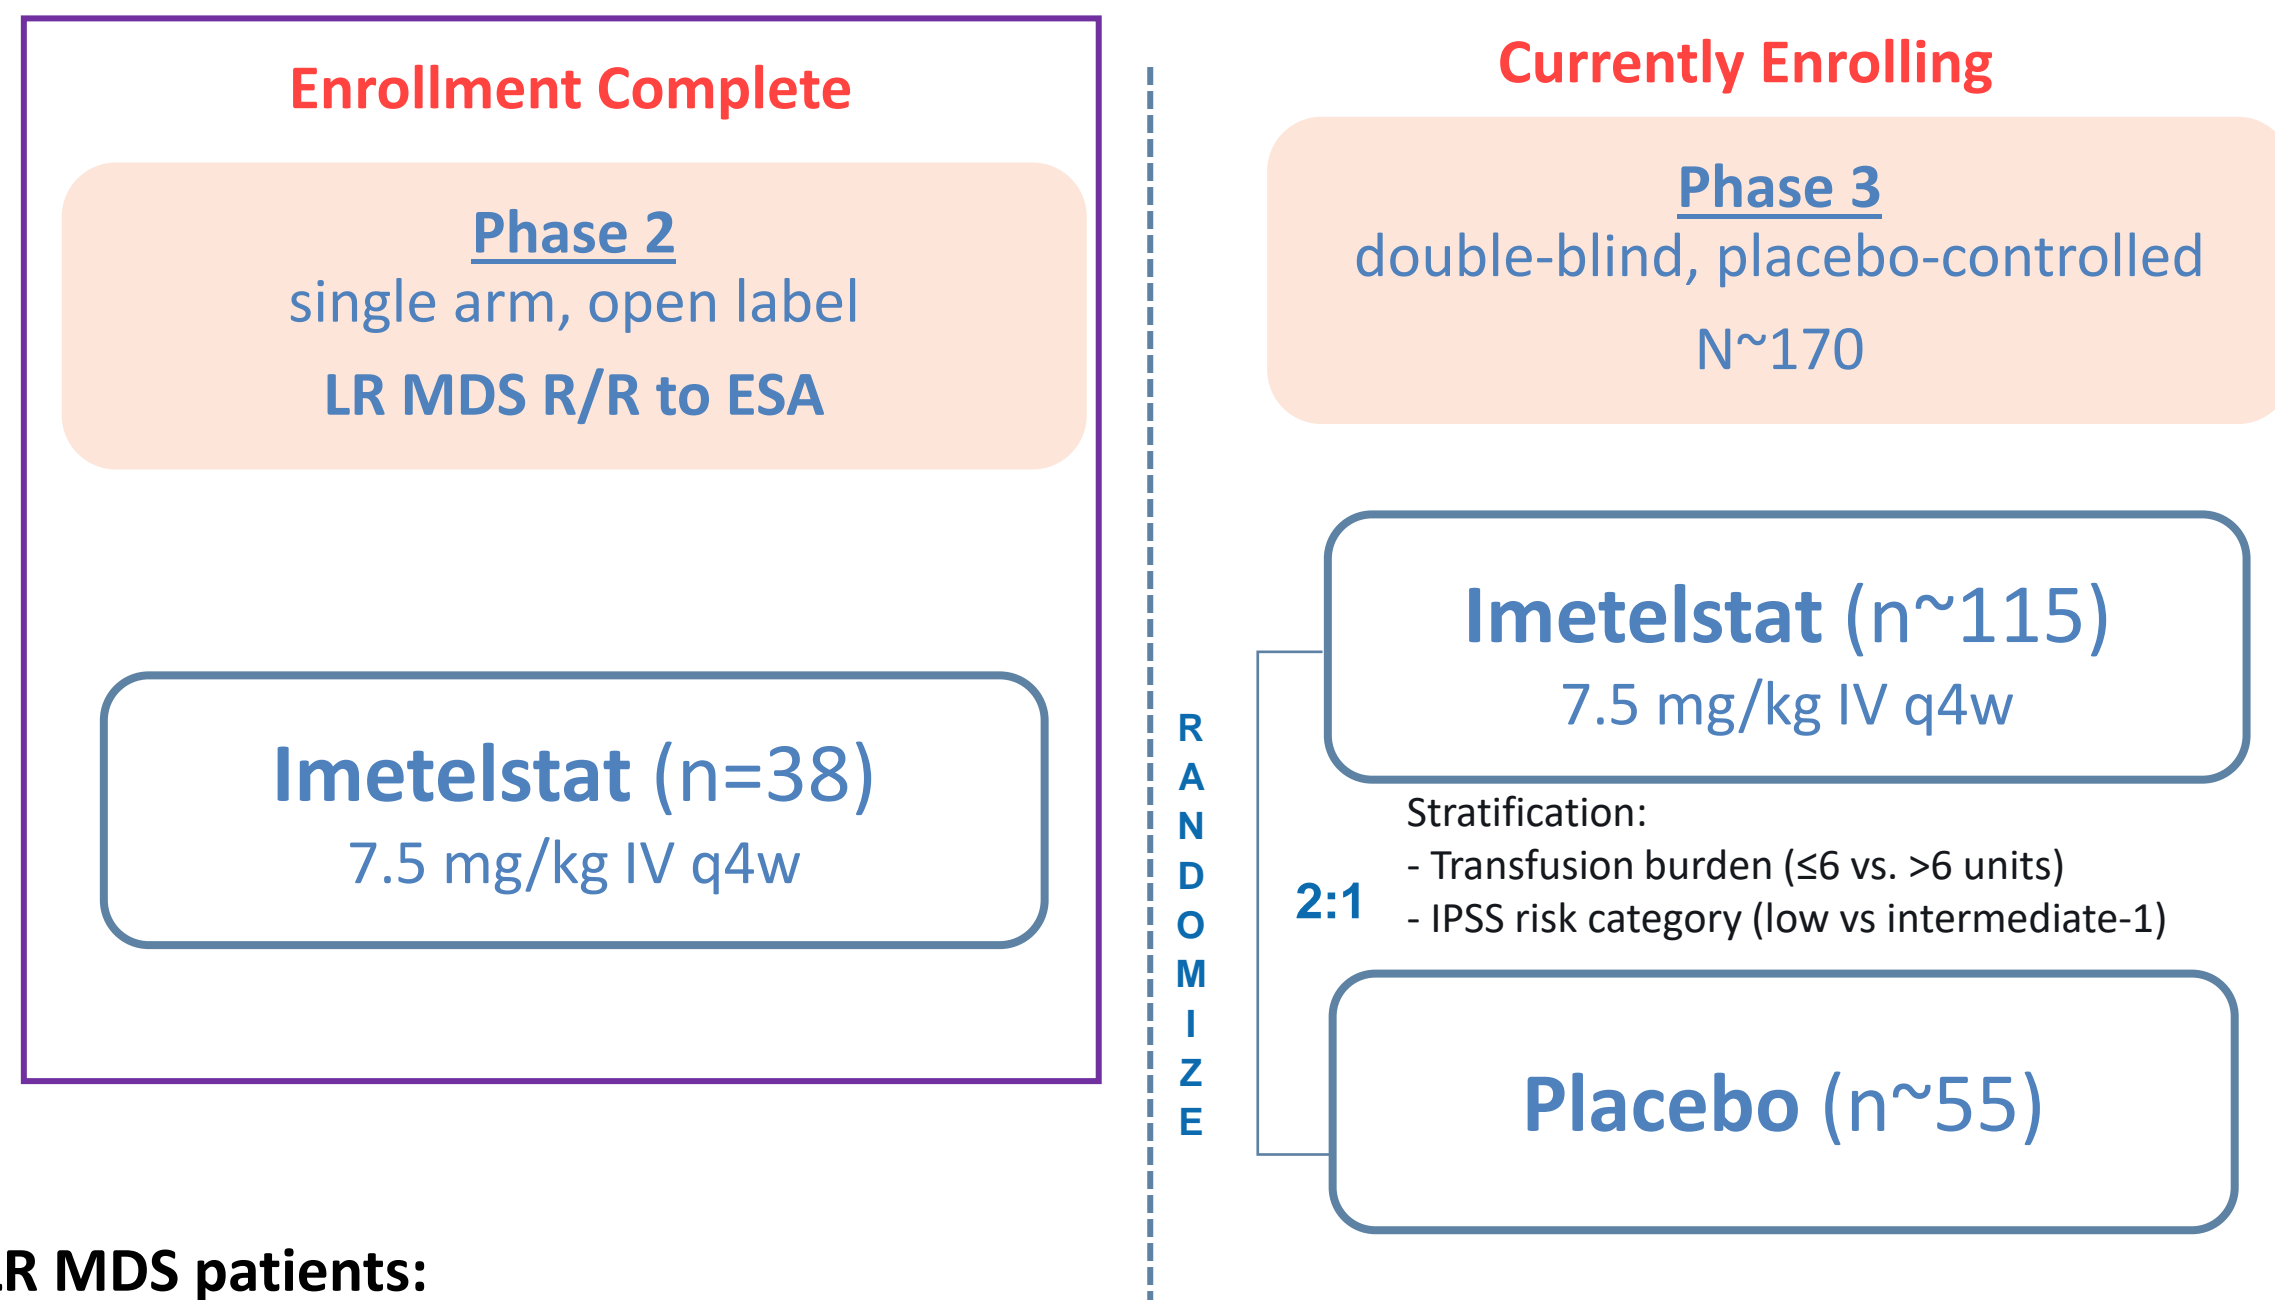 Enrollment Complete
Phase 2
single arm, open label
LR MDS R/R to ESA
Imetelstat (n=38)
7.5 mg/kg IV q4w
Currently Enrolling
Phase 3
double-blind, placebo-controlled
N~170
RANDOMIZE
Imetelstat (n~115)
7.5 mg/kg IV q4w
Stratification:
- Transfusion burden (≤6 vs. >6 units)
2:1
- IPSS risk category (low vs intermediate-1)
Placebo (n~55)
LR MDS patients: